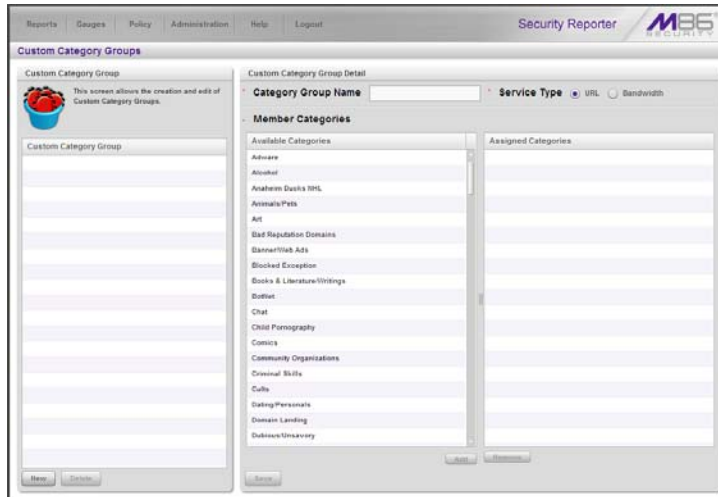 Reports Gauges Policy Administration Help Logout Security Reporter M86 SECURITY
Custom Category Groups
Custom Category Group
This screen allows the creation and edit of
Custom Category Groups.
Custom Category Group
New Delete
Custom Category Group Detail
* Category Group Name * Service Type URL Bandwidth
Member Categories
Available Categories Assigned Categories
Adware
Alcohol
Anaheim Ducks NHL
Animals/Pets
Art
Bad Reputation Domains
Banner/Web Ads
Blocked Exception
Books & Literature/Writings
BotNet
Chat
Child Pornography
Comics
Community Organizations
Criminal Skills
Cults
Dating/Personals
Domain Landing
Dubious/Unsavory
Add Remove
Save